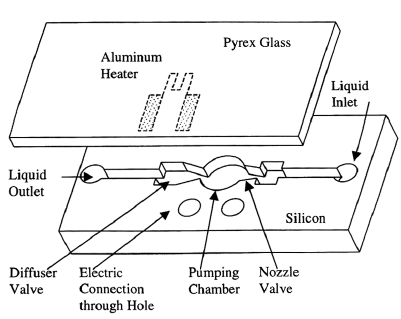 Pyrex Glass
Aluminum
Heater
Liquid
Inlet
Liquid
Outlet
Silicon
Diffuser
Valve
Electric
Connection
through Hole
Pumping
Chamber
Nozzle
Valve